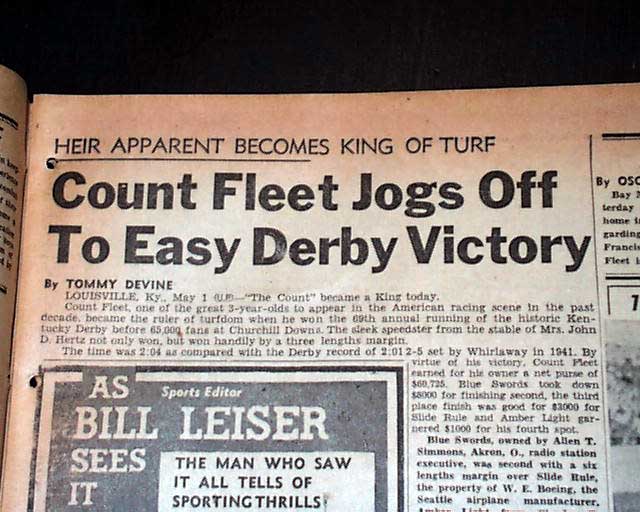 HEIR APPARENT BECOMES KING OF TURF
Count Fleet Jogs Off
To Easy Derby Victory
By TOMMY DEVINE
LOUISVILLE, Ky., May 1 (U.P.)—"The Count" became a King today.
Count Fleet, one of the great 3-year-olds to appear in the American racing scene in the past
decade, became the ruler of turfdom when he won the 69th annual running of the historic Ken-
tucky Derby before 65,000 fans at Churchill Downs. The sleek speedster from the stable of Mrs. John
D. Hertz not only won, but won handily by a three lengths margin.
The time was 2:04 as compared with the Derby record of 2:01 2-5 set by Whirlaway in 1941. By
virtue of his victory, Count Fleet
earned for his owner a net purse of
$60,725. Blue Swords took down
$8000 for finishing second, the third
place finish was good for $3000 for
Slide Rule and Amber Light gar-
nered $1000 for his fourth spot.
Blue Swords, owned by Allen T.
Simmons, Akron, O., radio station
executive, was second with a six
lengths margin over Slide Rule,
the property of W. E. Boeing, the
Seattle airplane manufacturer.
Amber Light
AS
Sports Editor
BILL LEISER
SEES
IT
THE MAN WHO SAW
IT ALL TELLS OF
SPORTING THRILLS
By OSC
Bay M
terday
home i
garding
Francis
Fleet i